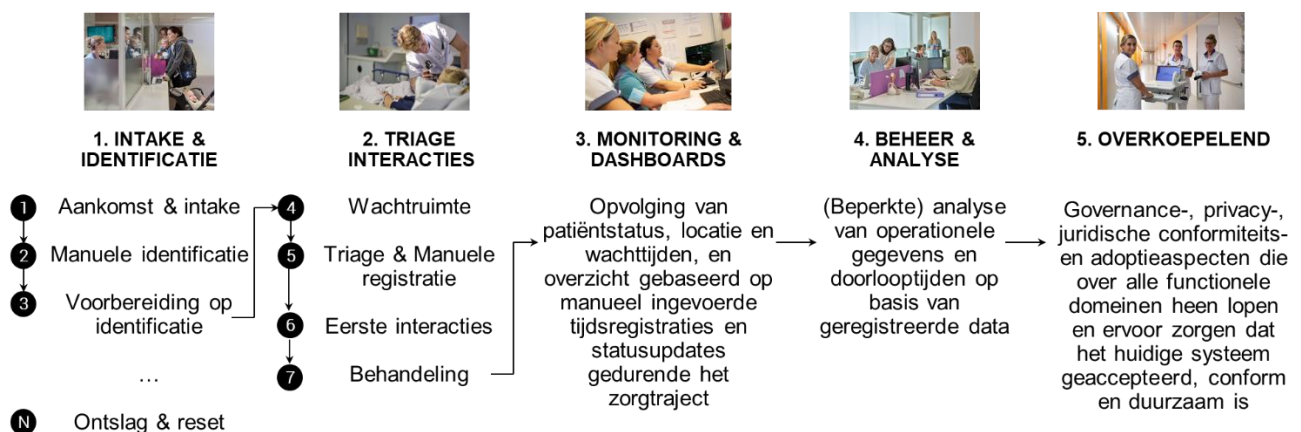 1. INTAKE &
IDENTIFICATIE
1 Aankomst & intake
2 Manuele identificatie
3 Voorbereiding op
identificatie
…
N Ontslag & reset
2. TRIAGE
INTERACTIES
4 Wachtruimte
5 Triage & Manuele
registratie
6 Eerste interacties
7 Behandeling
3. MONITORING &
DASHBOARDS
Opvolging van
patiëntstatus, locatie en
wachttijden, en
overzicht gebaseerd op
manueel ingevoerde
tijdsregistraties en
statusupdates
gedurende het
zorgtraject
4. BEHEER &
ANALYSE
(Beperkte) analyse
van operationele
gegevens en
doorlooptijden op
basis van
geregistreerde data
5. OVERKOEPELEND
Governance-, privacy-,
juridische conformiteits-
en adoptieaspecten die
over alle functionele
domeinen heen lopen
en ervoor zorgen dat
het huidige systeem
geaccepteerd, conform
en duurzaam is